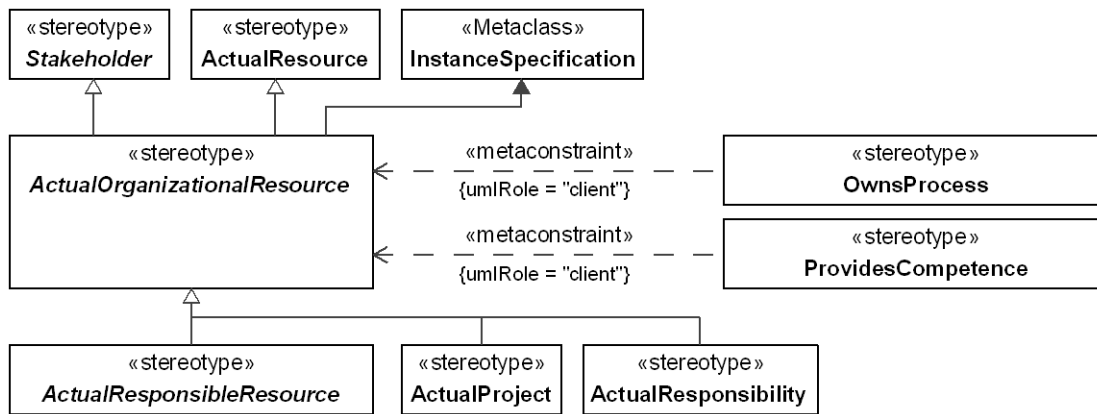 «stereotype»
Stakeholder
«stereotype»
ActualResource
«Metaclass»
InstanceSpecification
«stereotype»
ActualOrganizationalResource
«metaconstraint»
{umlRole = "client"}
«stereotype»
OwnsProcess
«metaconstraint»
{umlRole = "client"}
«stereotype»
ProvidesCompetence
«stereotype»
ActualResponsibleResource
«stereotype»
ActualProject
«stereotype»
ActualResponsibility